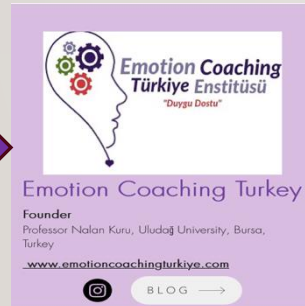 Emotion Coaching
Türkiye Enstitüsü
"Duygu Dostu"
Emotion Coaching Turkey
Founder
Professor Nalan Kuru, Uludağ University, Bursa,
Turkey
www.emotioncoachingturkiye.com
BLOG